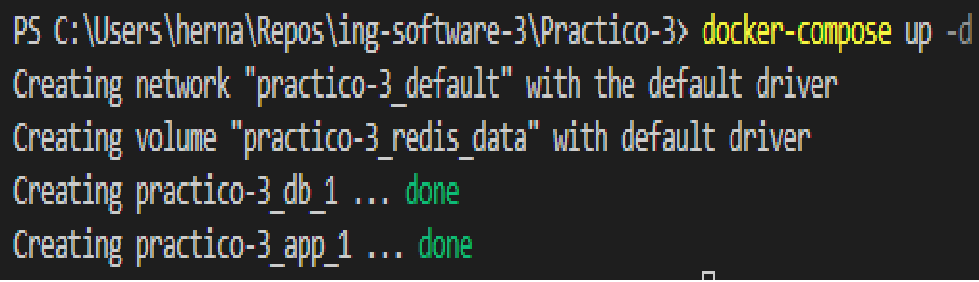 PS C:\Users\herna\Repos\ing-software-3\Practico-3> docker-compose up -d
Creating network "practico-3_default" with the default driver
Creating volume "practico-3_redis_data" with default driver
Creating practico-3_db_1 ... done
Creating practico-3_app_1 ... done